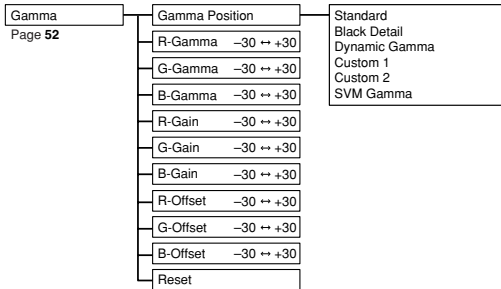 Gamma
Page 52
Gamma Position
R-Gamma –30 ↔ +30
G-Gamma –30 ↔ +30
B-Gamma –30 ↔ +30
R-Gain –30 ↔ +30
G-Gain –30 ↔ +30
B-Gain –30 ↔ +30
R-Offset –30 ↔ +30
G-Offset –30 ↔ +30
B-Offset –30 ↔ +30
Reset
Standard
Black Detail
Dynamic Gamma
Custom 1
Custom 2
SVM Gamma